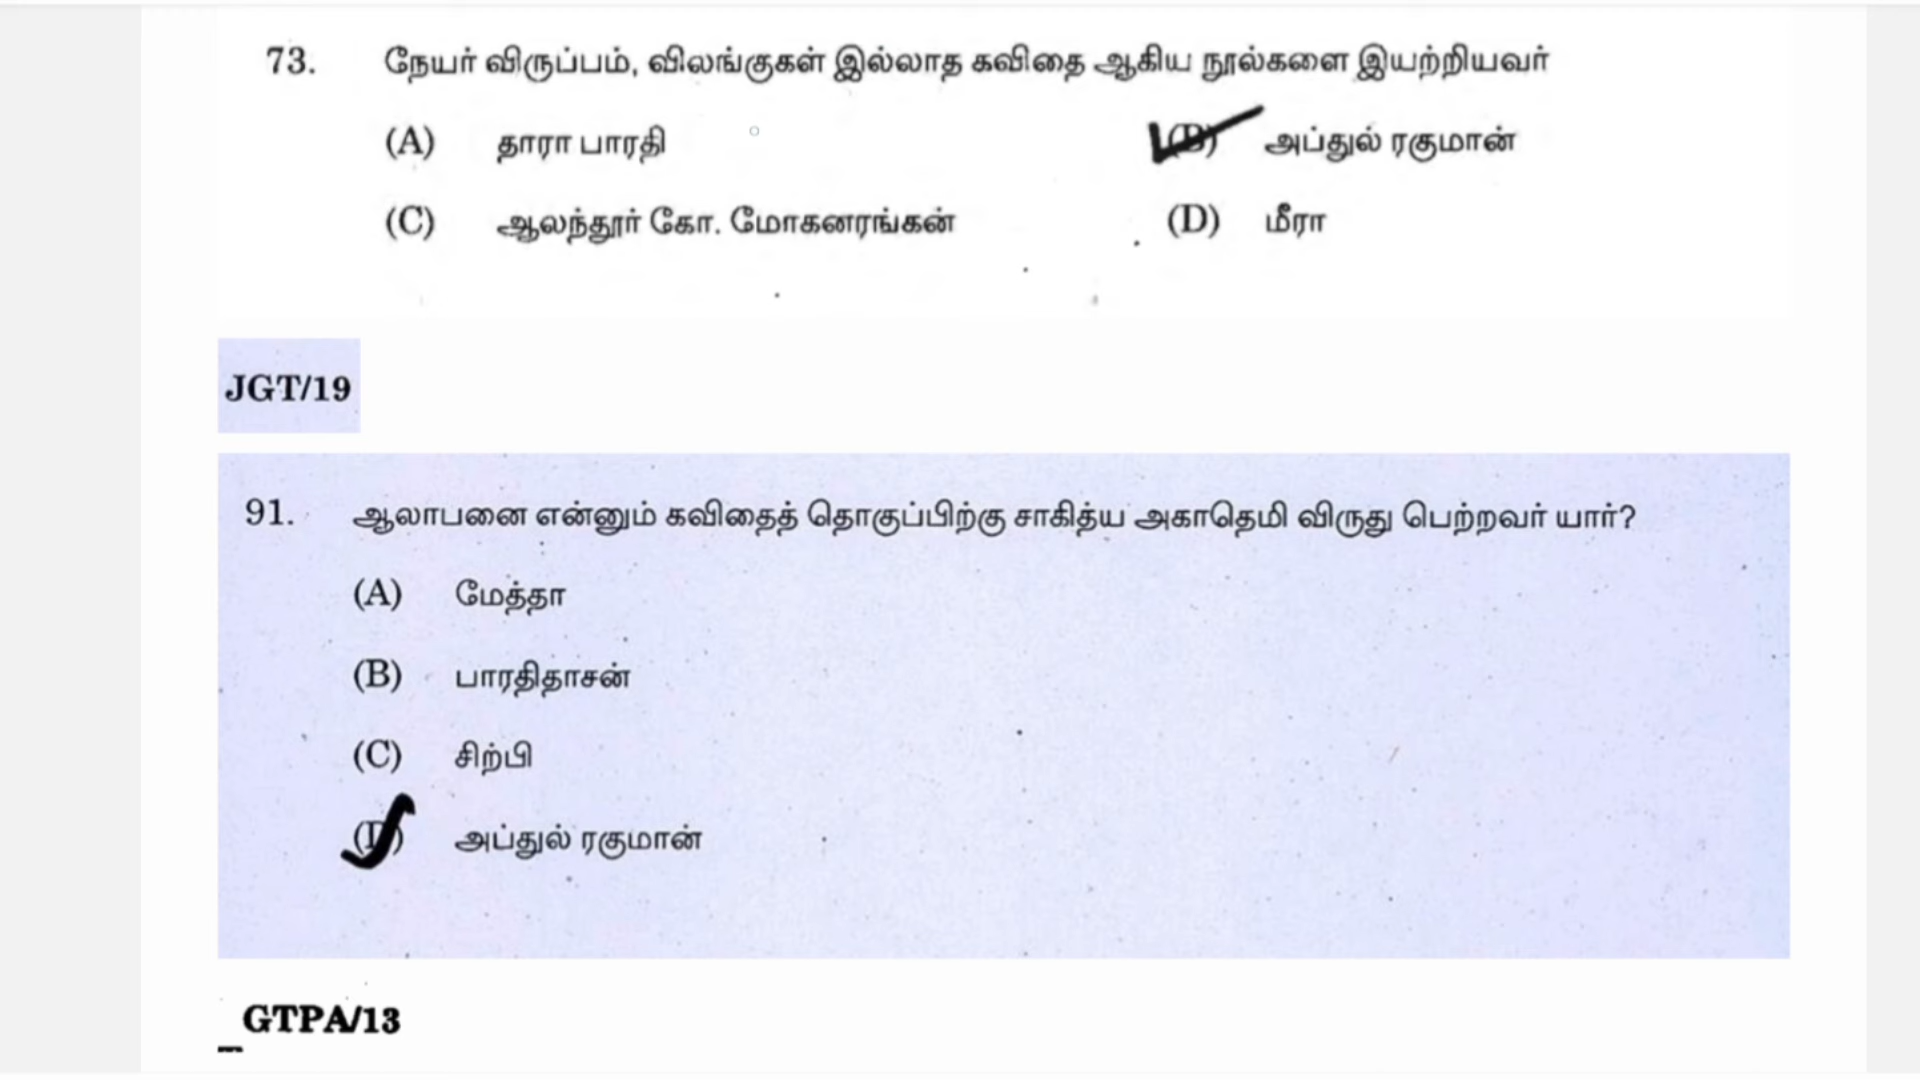 73. நேயர் விருப்பம், விலங்குகள் இல்லாத கவிதை ஆகிய நூல்களை இயற்றியவர்
(A) தாரா பாரதி (B) அப்துல் ரகுமான்
(C) ஆலந்தூர் கோ. மோகனரங்கன் (D) மீரா
JGT/19
91. ஆலாபனை என்னும் கவிதைத் தொகுப்பிற்கு சாகித்ய அகாதெமி விருது பெற்றவர் யார்?
(A) மேத்தா
(B) பாரதிதாசன்
(C) சிற்பி
(D) அப்துல் ரகுமான்
GTPA/13